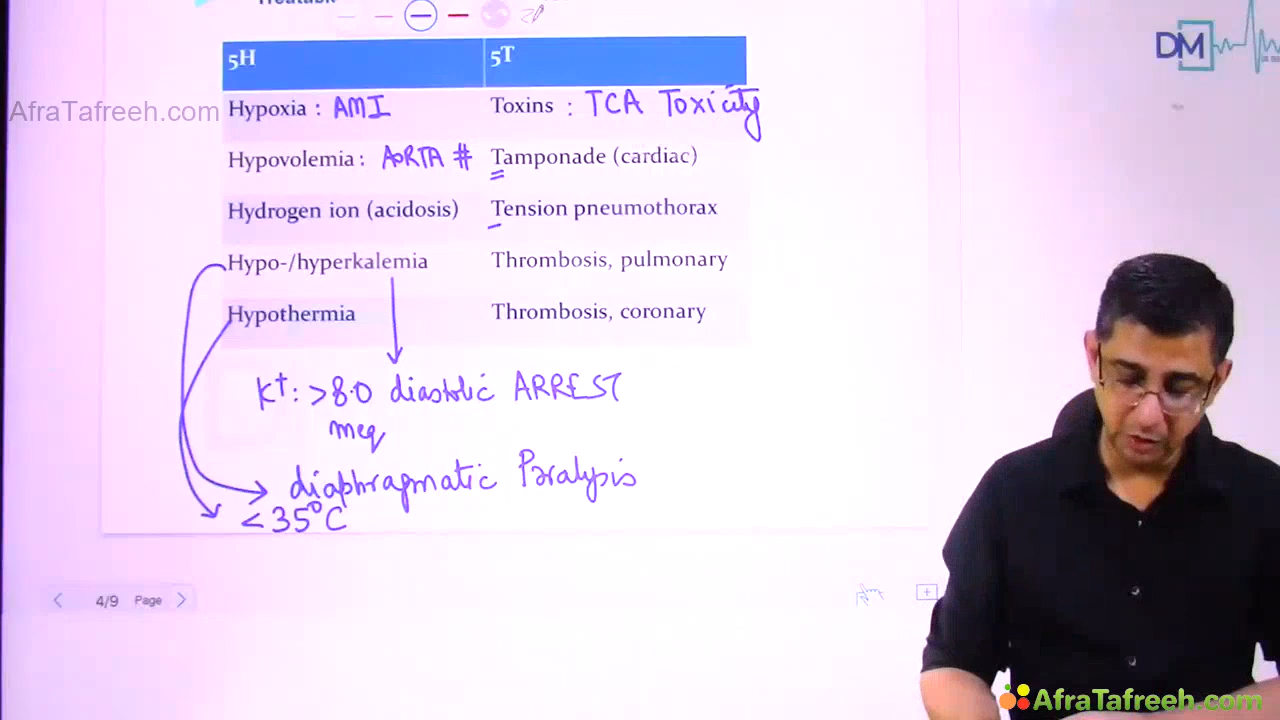 5H 5T
AfraTafreeh.com
Hypoxia : AMI Toxins : TCA Toxicity
Hypovolemia : AORTA # Tamponade (cardiac)
Hydrogen ion (acidosis) Tension pneumothorax
Hypo-/hyperkalemia Thrombosis, pulmonary
Hypothermia Thrombosis, coronary
K+: >8.0 diastolic ARREST
meq
diaphragmatic Paralysis
<35°C
4/9 Page
DM
AfraTafreeh.com